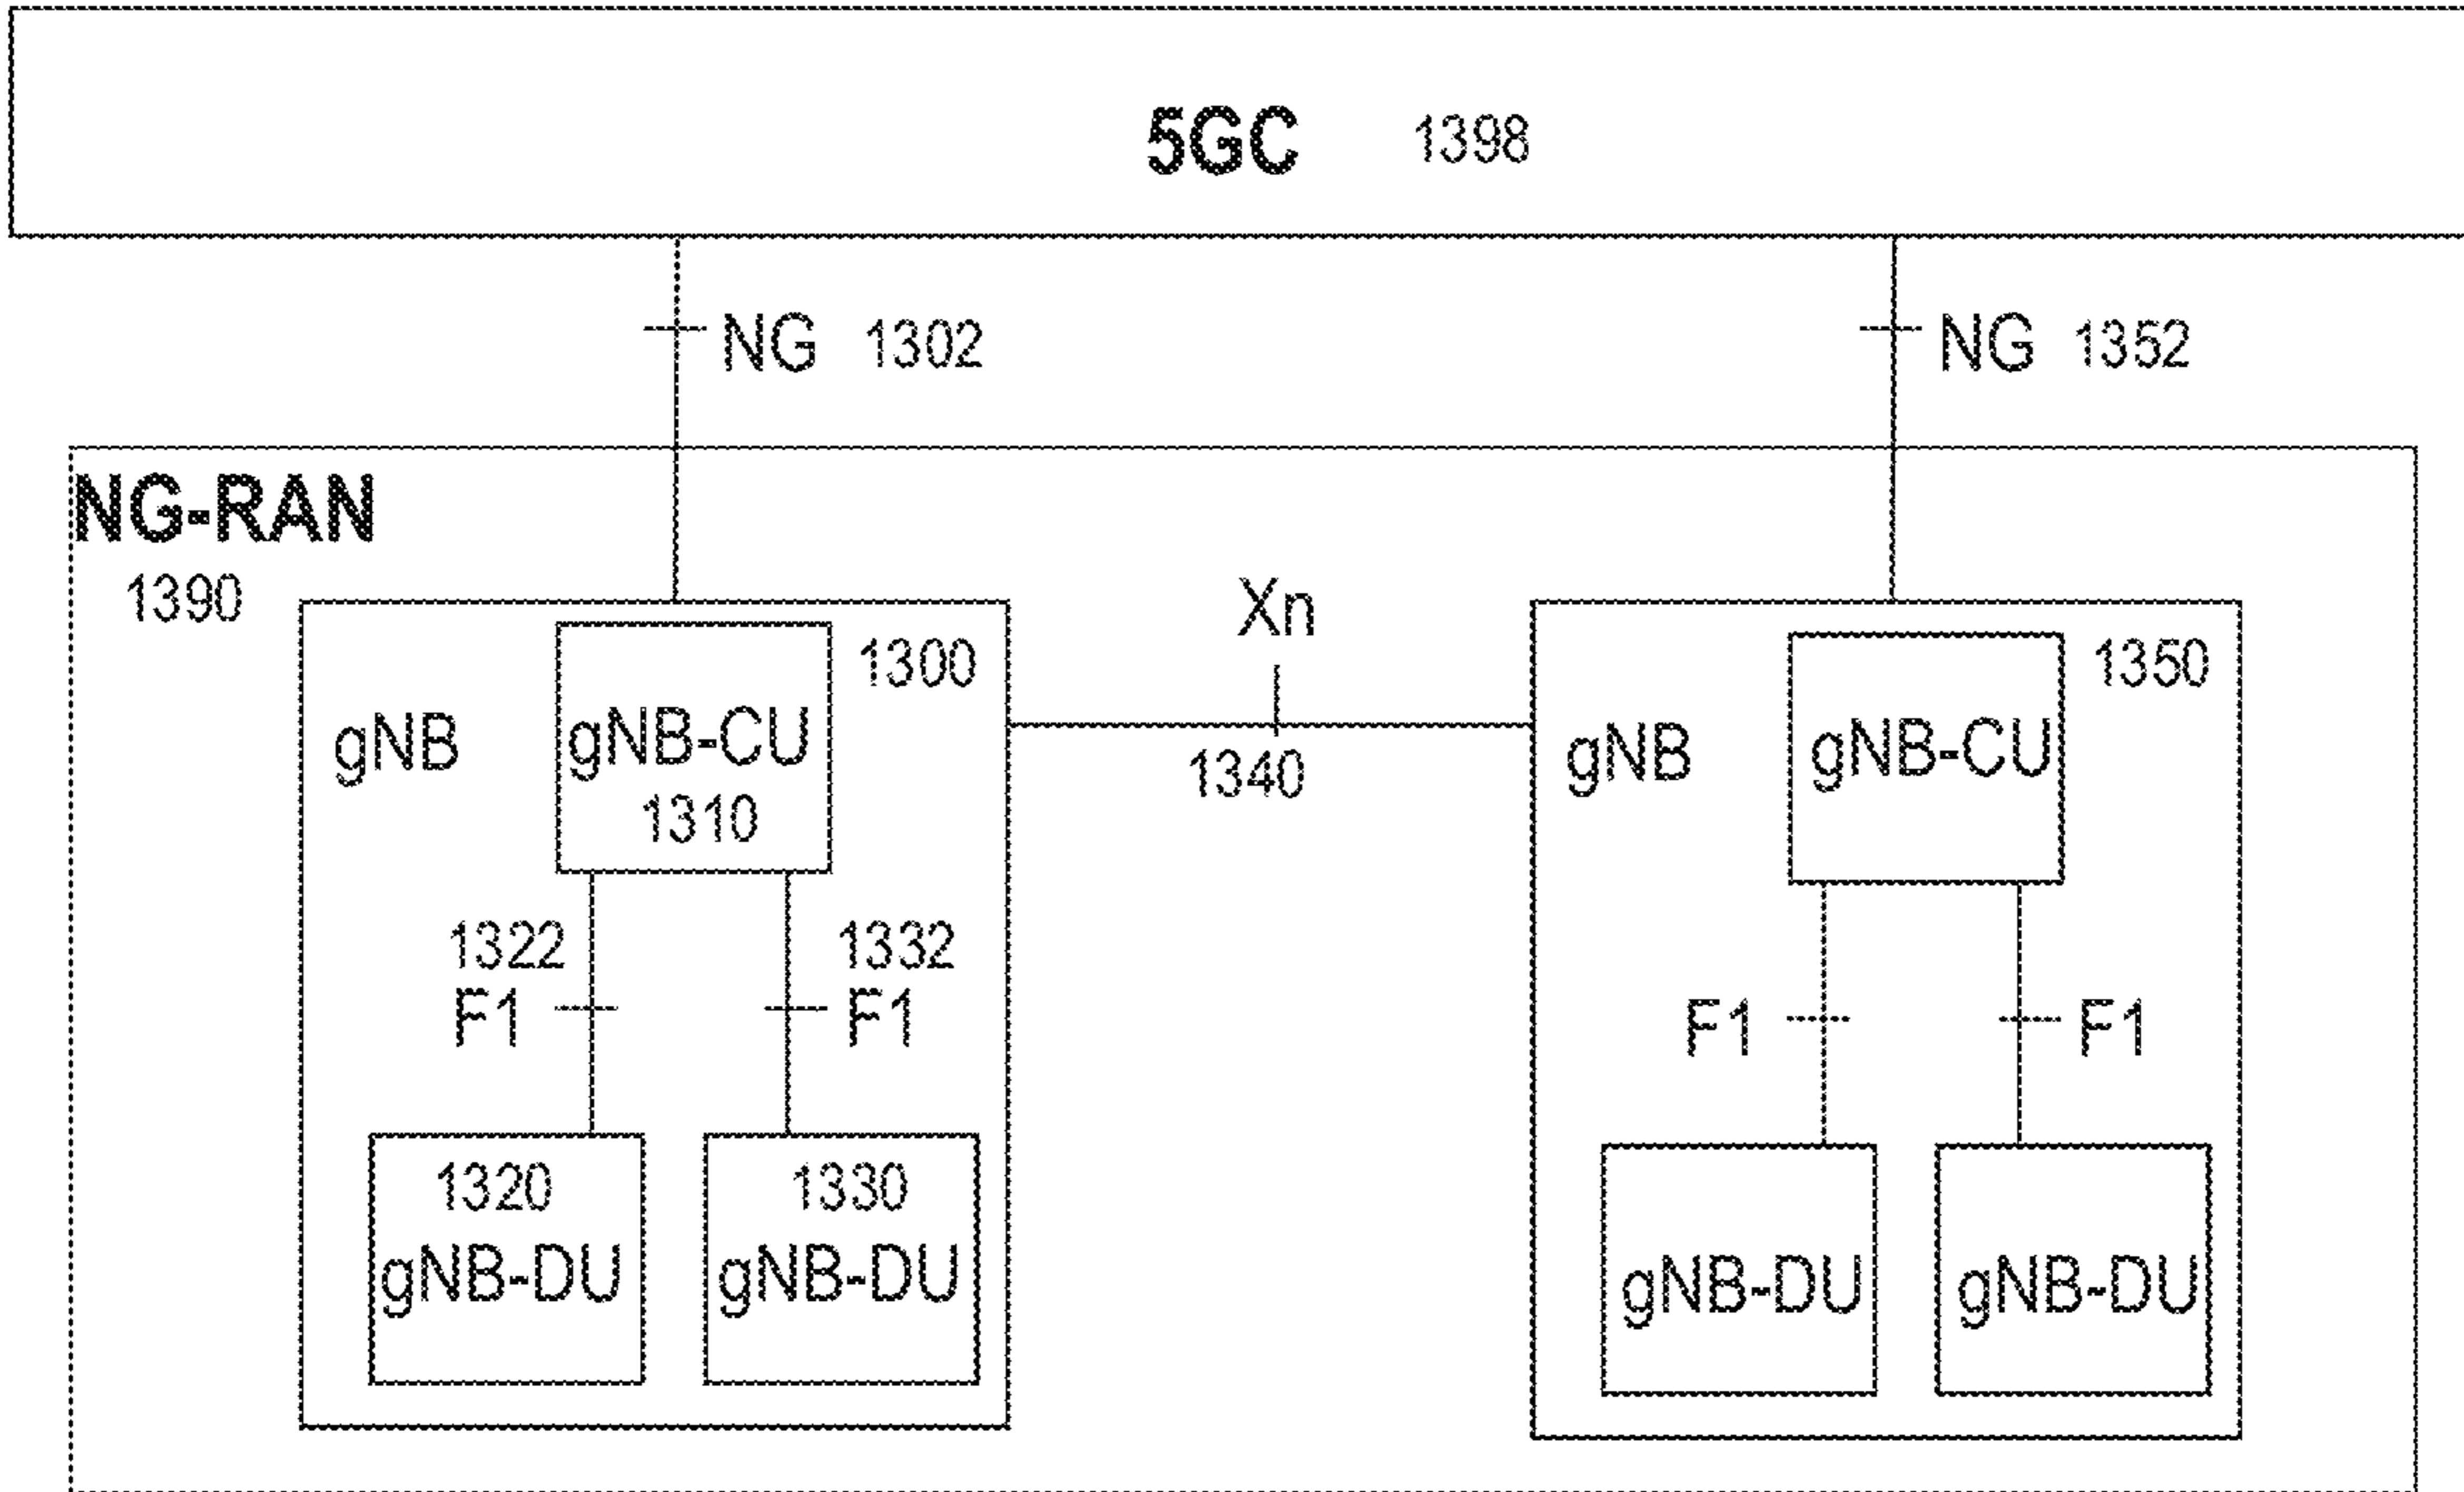 5GC 1398
NG 1302
NG 1352
NG-RAN
1390
Xn
1340
1300
gNB
gNB-CU
1310
1322
F1
1332
F1
1320
gNB-DU
1330
gNB-DU
1350
gNB
gNB-CU
F1
F1
gNB-DU
gNB-DU